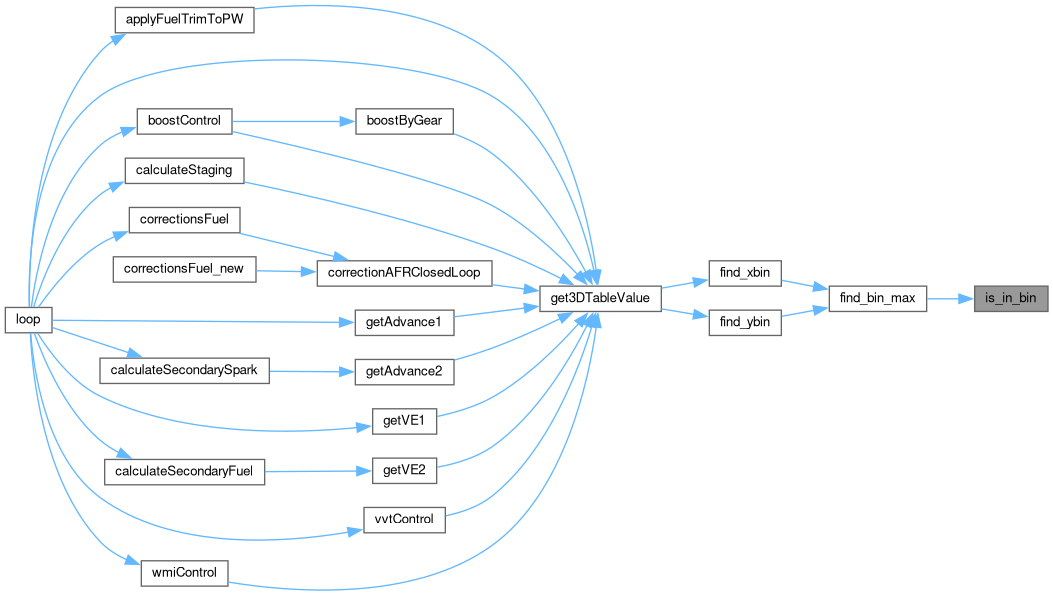 applyFuelTrimToPW
boostControl
boostByGear
calculateStaging
correctionsFuel
correctionsFuel_new
correctionAFRClosedLoop
find_xbin
get3DTableValue
find_bin_max
is_in_bin
loop
getAdvance1
find_ybin
calculateSecondarySpark
getAdvance2
getVE1
calculateSecondaryFuel
getVE2
vvtControl
wmiControl